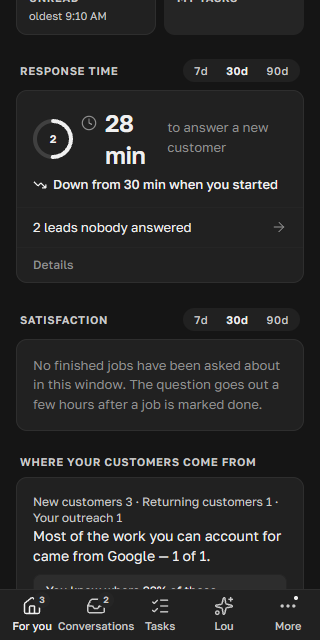 oldest 9:10 AM
RESPONSE TIME 7d 30d 90d
2
28 min
to answer a new customer
Down from 30 min when you started
2 leads nobody answered
Details
SATISFACTION 7d 30d 90d
No finished jobs have been asked about
in this window. The question goes out a
few hours after a job is marked done.
WHERE YOUR CUSTOMERS COME FROM
New customers 3 · Returning customers 1 ·
Your outreach 1
Most of the work you can account for
came from Google — 1 of 1.
3 2
For you Conversations Tasks Lou More